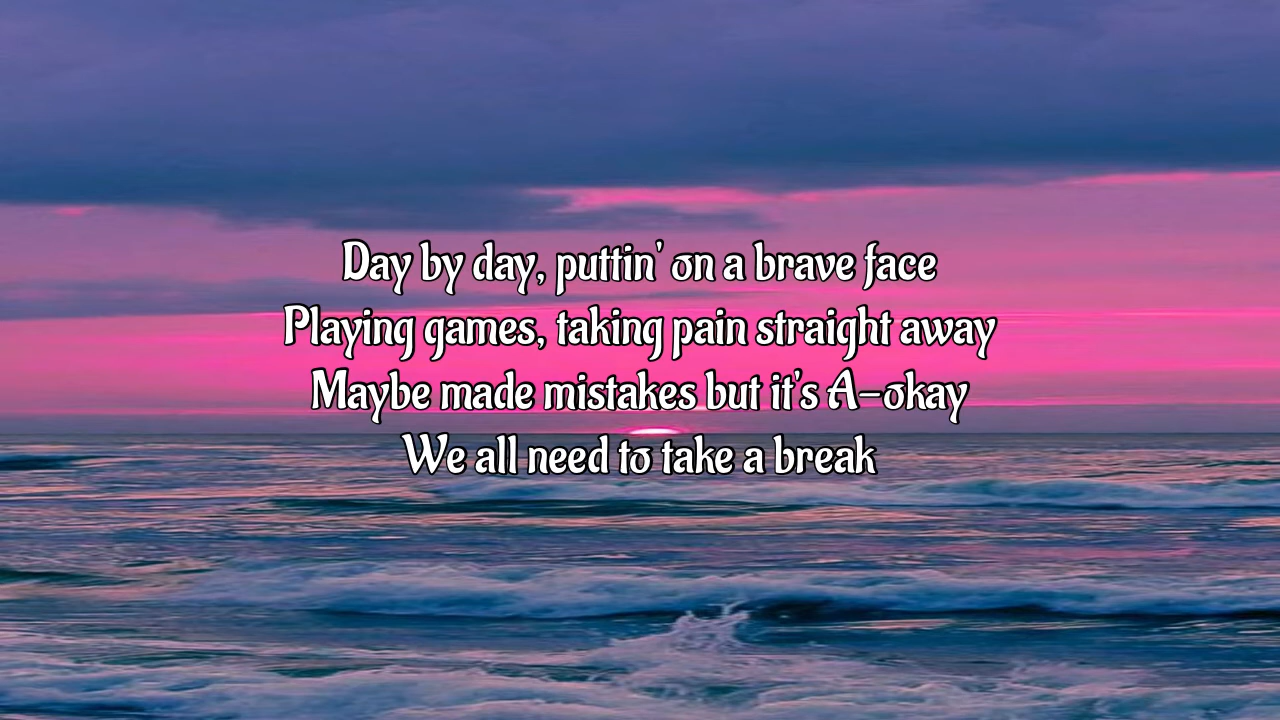 Day by day, puttin' on a brave face
Playing games, taking pain straight away
Maybe made mistakes but it's A-okay
We all need to take a break